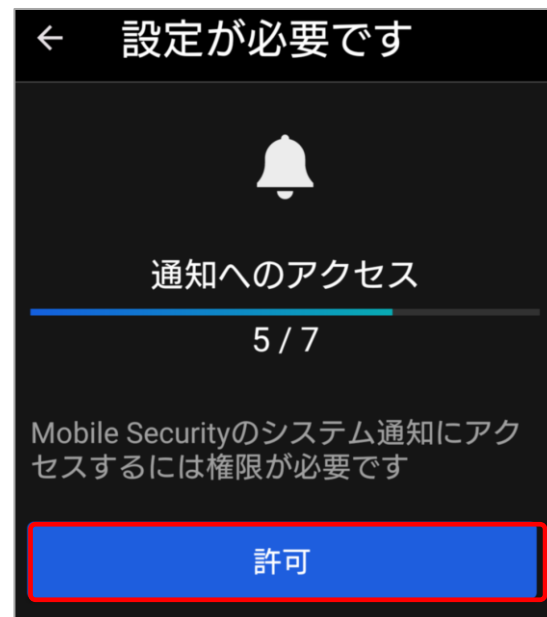 設定が必要です
通知へのアクセス
5 / 7
Mobile Securityのシステム通知にアク
セスするには権限が必要です
許可